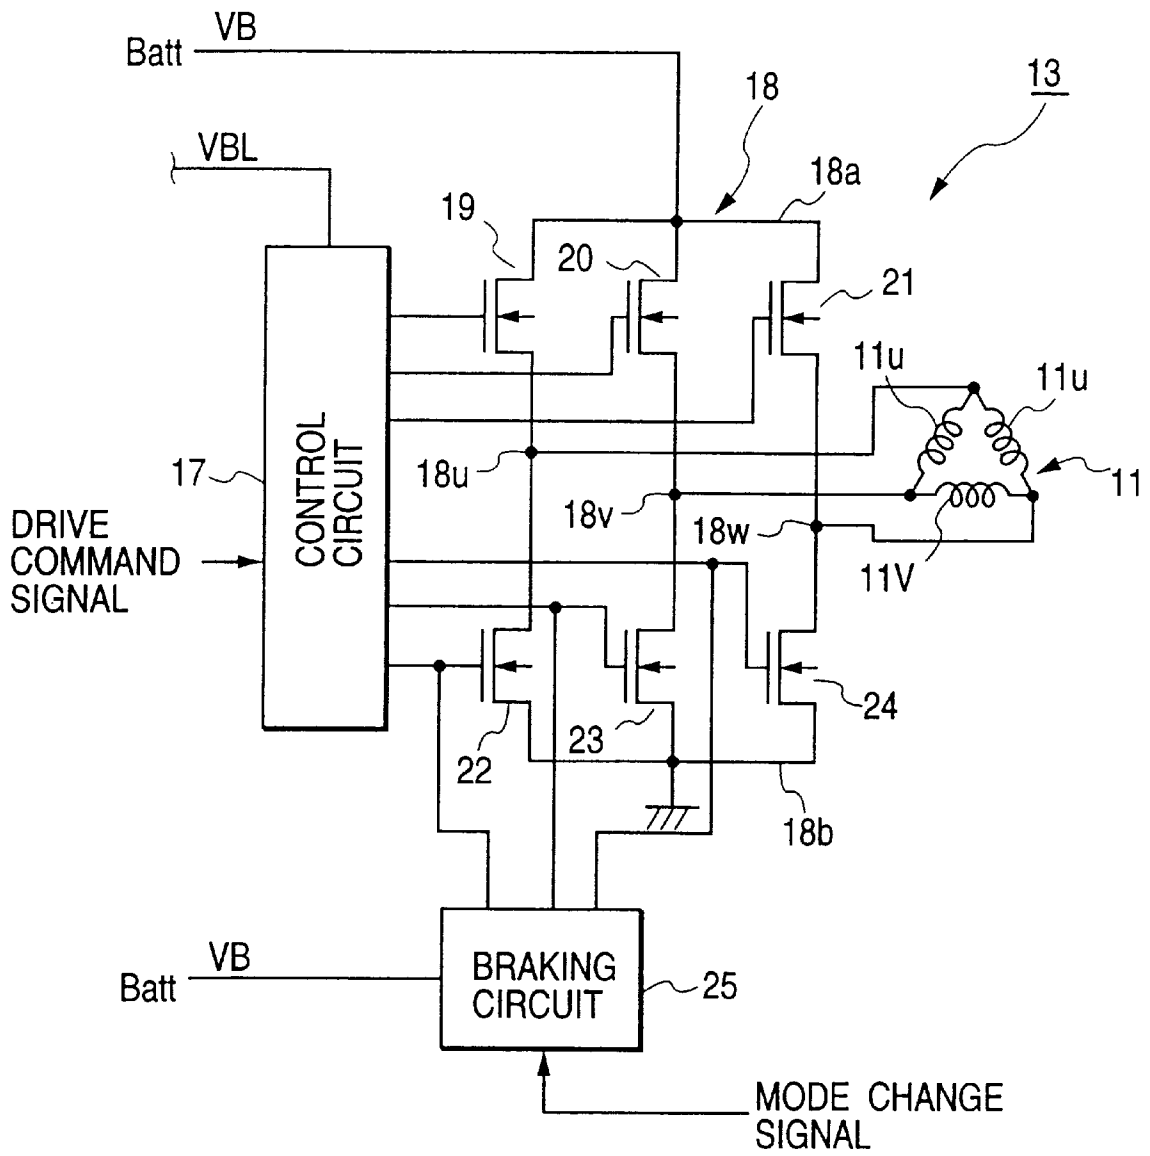 VB
Batt
13
18
VBL
18a
19
20
21
11u
11u
17
CONTROL
CIRCUIT
18u
11
18v
18w
DRIVE
COMMAND
SIGNAL
11V
24
23
22
18b
VB
Batt
BRAKING
CIRCUIT
25
MODE CHANGE
SIGNAL